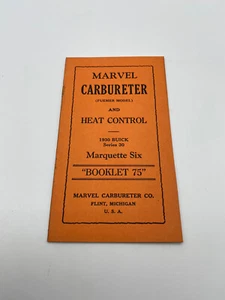 MARVEL
CARBURETER
(FORMER MODEL)
AND
HEAT CONTROL
1930 BUICK
Series 30
Marquette Six
"BOOKLET 75"
MARVEL CARBURETER CO.
FLINT, MICHIGAN
U. S. A.